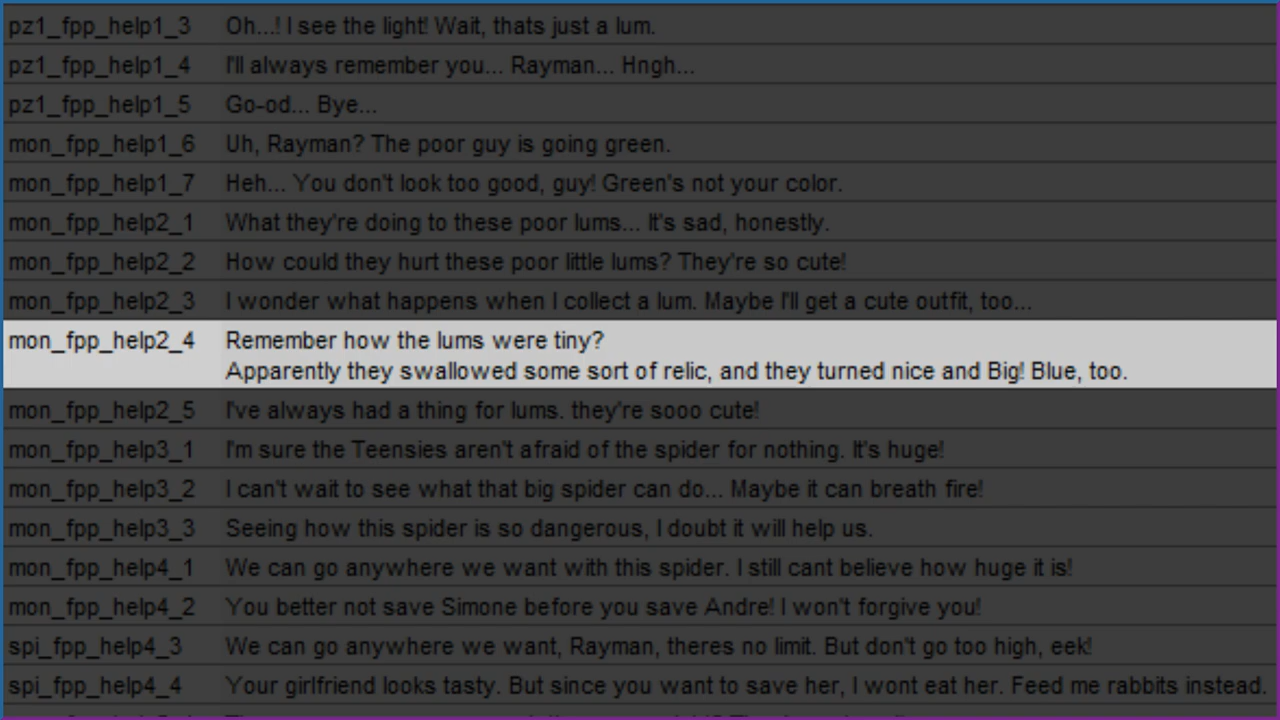 pz1_fpp_help1_3 Oh...! I see the light! Wait, thats just a lum.
pz1_fpp_help1_4 I'll always remember you... Rayman... Hngh...
pz1_fpp_help1_5 Go-od... Bye...
mon_fpp_help1_6 Uh, Rayman? The poor guy is going green.
mon_fpp_help1_7 Heh... You don't look too good, guy! Green's not your color.
mon_fpp_help2_1 What they're doing to these poor lums... It's sad, honestly.
mon_fpp_help2_2 How could they hurt these poor little lums? They're so cute!
mon_fpp_help2_3 I wonder what happens when I collect a lum. Maybe I'll get a cute outfit, too...
mon_fpp_help2_4 Remember how the lums were tiny?
Apparently they swallowed some sort of relic, and they turned nice and Big! Blue, too.
mon_fpp_help2_5 I've always had a thing for lums. they're sooo cute!
mon_fpp_help3_1 I'm sure the Teensies aren't afraid of the spider for nothing. It's huge!
mon_fpp_help3_2 I can't wait to see what that big spider can do... Maybe it can breath fire!
mon_fpp_help3_3 Seeing how this spider is so dangerous, I doubt it will help us.
mon_fpp_help4_1 We can go anywhere we want with this spider. I still cant believe how huge it is!
mon_fpp_help4_2 You better not save Simone before you save Andre! I won't forgive you!
spi_fpp_help4_3 We can go anywhere we want, Rayman, theres no limit. But don't go too high, eek!
spi_fpp_help4_4 Your girlfriend looks tasty. But since you want to save her, I wont eat her. Feed me rabbits instead.